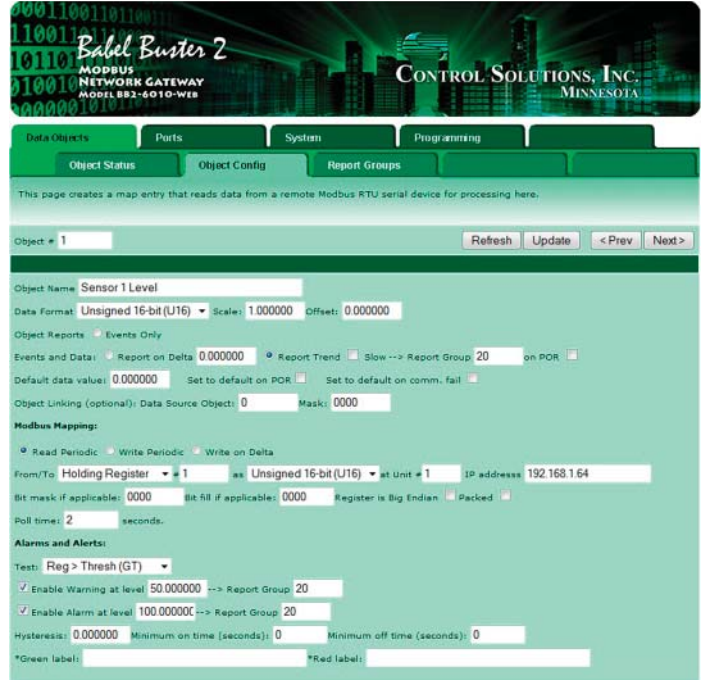 Babel Buster 2
MODBUS
NETWORK GATEWAY
MODEL BB2-6010-WEB
CONTROL SOLUTIONS, INC.
MINNESOTA
Data Objects Ports System Programming
Object Status Object Config Report Groups
This page creates a map entry that reads data from a remote Modbus RTU serial device for processing here.
Object # 1 Refresh Update < Prev Next >
Object Name Sensor 1 Level
Data Format Unsigned 16-bit (U16) Scale: 1.000000 Offset: 0.000000
Object Reports Events Only
Events and Data: Report on Delta 0.000000 Report Trend Slow --> Report Group 20 on POR
Default data value: 0.000000 Set to default on POR Set to default on comm. fail
Object Linking (optional): Data Source Object: 0 Mask: 0000
Modbus Mapping:
Read Periodic Write Periodic Write on Delta
From/To Holding Register # 1 as Unsigned 16-bit (U16) at Unit # 1 IP addresss 192.168.1.64
Bit mask if applicable: 0000 Bit fill if applicable: 0000 Register is Big Endian Packed
Poll time: 2 seconds.
Alarms and Alerts:
Test: Reg > Thresh (GT)
Enable Warning at level 50.000000 --> Report Group 20
Enable Alarm at level 100.000000 --> Report Group 20
Hysteresis: 0.000000 Minimum on time (seconds): 0 Minimum off time (seconds): 0
*Green label: *Red label: